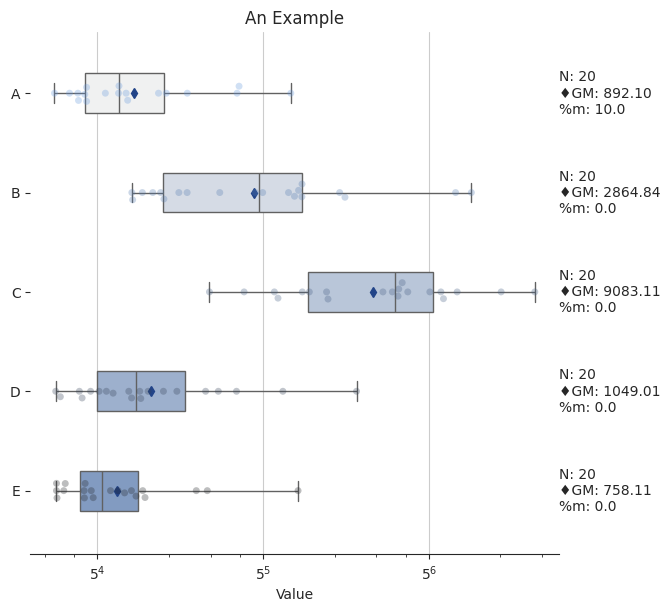 An Example
A
N: 20
♦GM: 892.10
%m: 10.0
B
N: 20
♦GM: 2864.84
%m: 0.0
C
N: 20
♦GM: 9083.11
%m: 0.0
D
N: 20
♦GM: 1049.01
%m: 0.0
E
N: 20
♦GM: 758.11
%m: 0.0
5⁴ 5⁵ 5⁶
Value